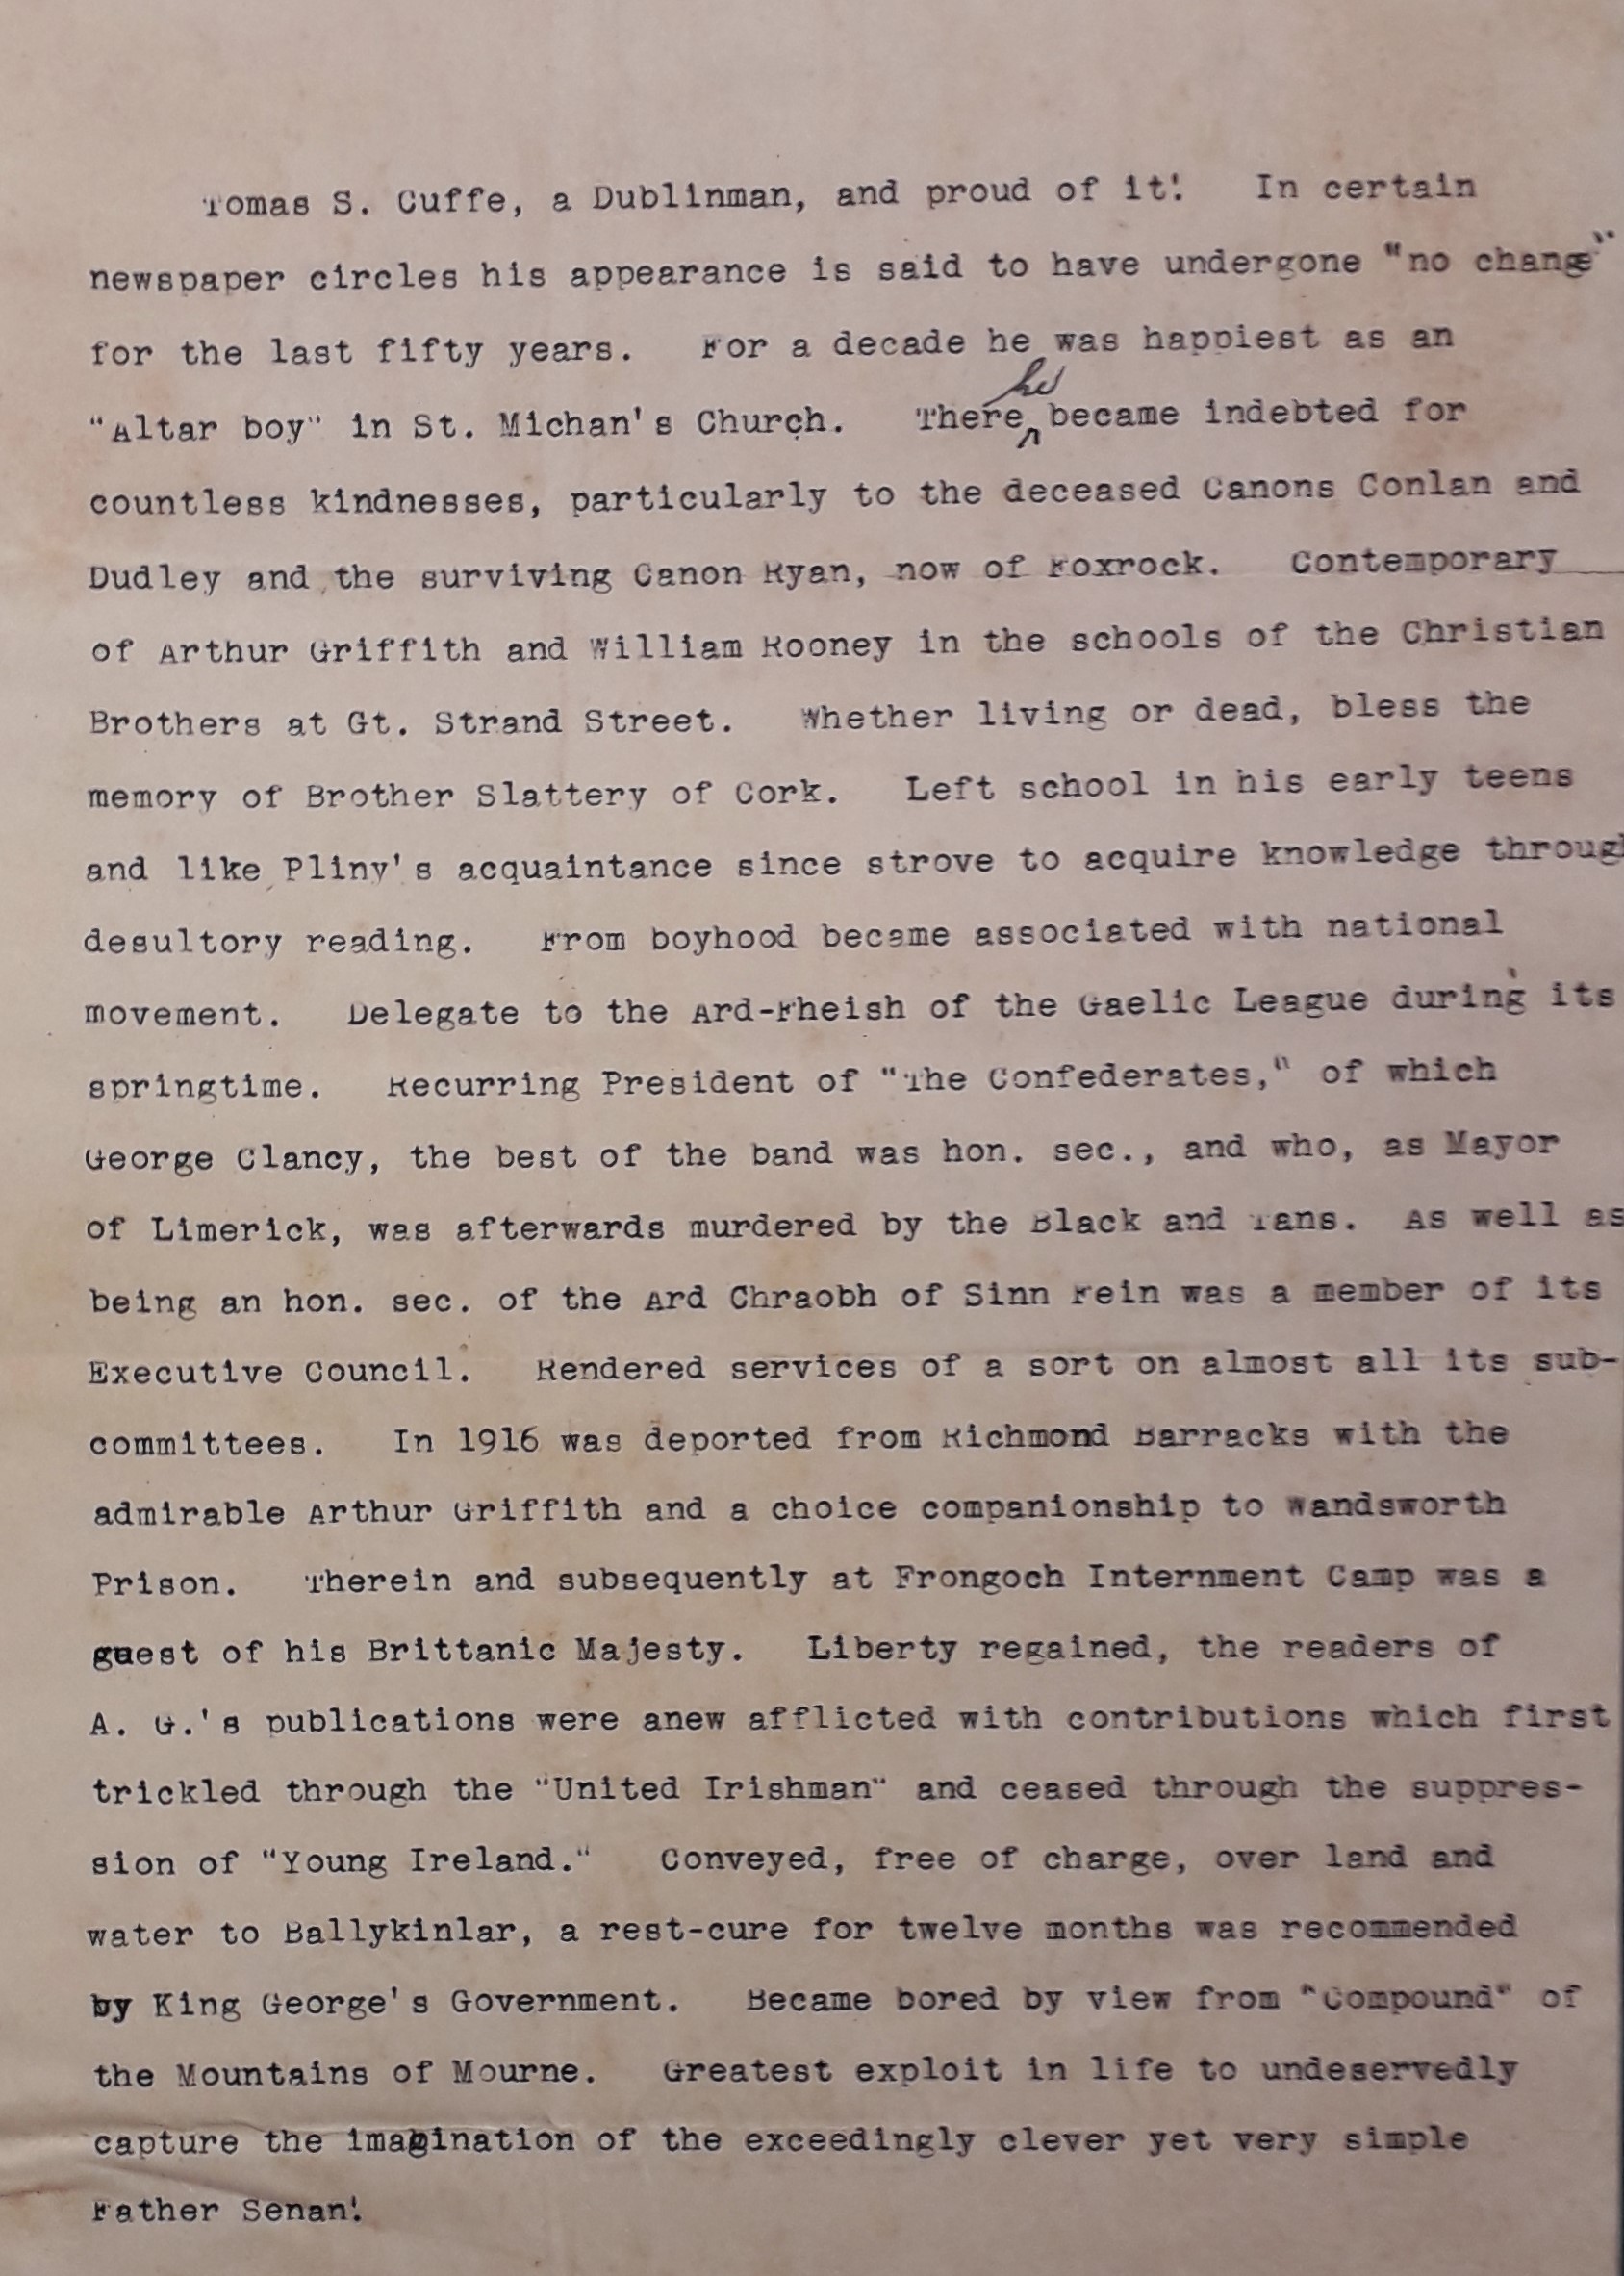 Tomas S. Cuffe, a Dublinman, and proud of it! In certain
newspaper circles his appearance is said to have undergone "no change"
for the last fifty years. For a decade he was happiest as an
"Altar boy" in St. Michan's Church. There he became indebted for
countless kindnesses, particularly to the deceased Canons Conlan and
Dudley and the surviving Canon Ryan, now of Foxrock. Contemporary
of Arthur Griffith and William Rooney in the schools of the Christian
Brothers at Gt. Strand Street. Whether living or dead, bless the
memory of Brother Slattery of Cork. Left school in his early teens
and like Pliny's acquaintance since strove to acquire knowledge through
desultory reading. From boyhood became associated with national
movement. Delegate to the Ard-Fheish of the Gaelic League during its
springtime. Recurring President of "The Confederates," of which
George Clancy, the best of the band was hon. sec., and who, as Mayor
of Limerick, was afterwards murdered by the Black and Tans. As well as
being an hon. sec. of the Ard Chraobh of Sinn Fein was a member of its
Executive Council. Rendered services of a sort on almost all its sub-
committees. In 1916 was deported from Richmond Barracks with the
admirable Arthur Griffith and a choice companionship to Wandsworth
Prison. Therein and subsequently at Frongoch Internment Camp was a
guest of his Brittanic Majesty. Liberty regained, the readers of
A. G.'s publications were anew afflicted with contributions which first
trickled through the "United Irishman" and ceased through the suppres-
sion of "Young Ireland." Conveyed, free of charge, over land and
water to Ballykinlar, a rest-cure for twelve months was recommended
by King George's Government. Became bored by view from "Compound" of
the Mountains of Mourne. Greatest exploit in life to undeservedly
capture the imagination of the exceedingly clever yet very simple
Father Senan!